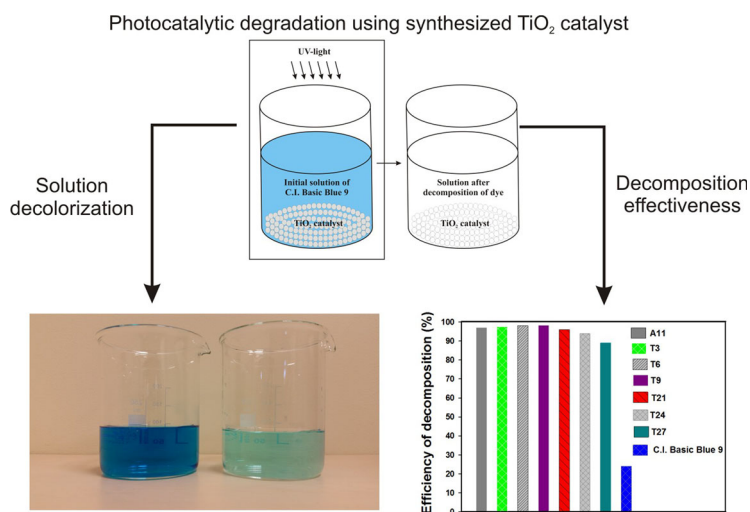 Photocatalytic degradation using synthesized TiO₂ catalyst
UV-light
Initial solution of
C.I. Basic Blue 9
TiO₂ catalyst
Solution after
decomposition of dye
TiO₂ catalyst
Solution
decolorization
Decomposition
effectiveness
Efficiency of decomposition (%)
100
90
80
70
60
50
40
30
20
10
0
A11
T3
T6
T9
T21
T24
T27
C.I. Basic Blue 9